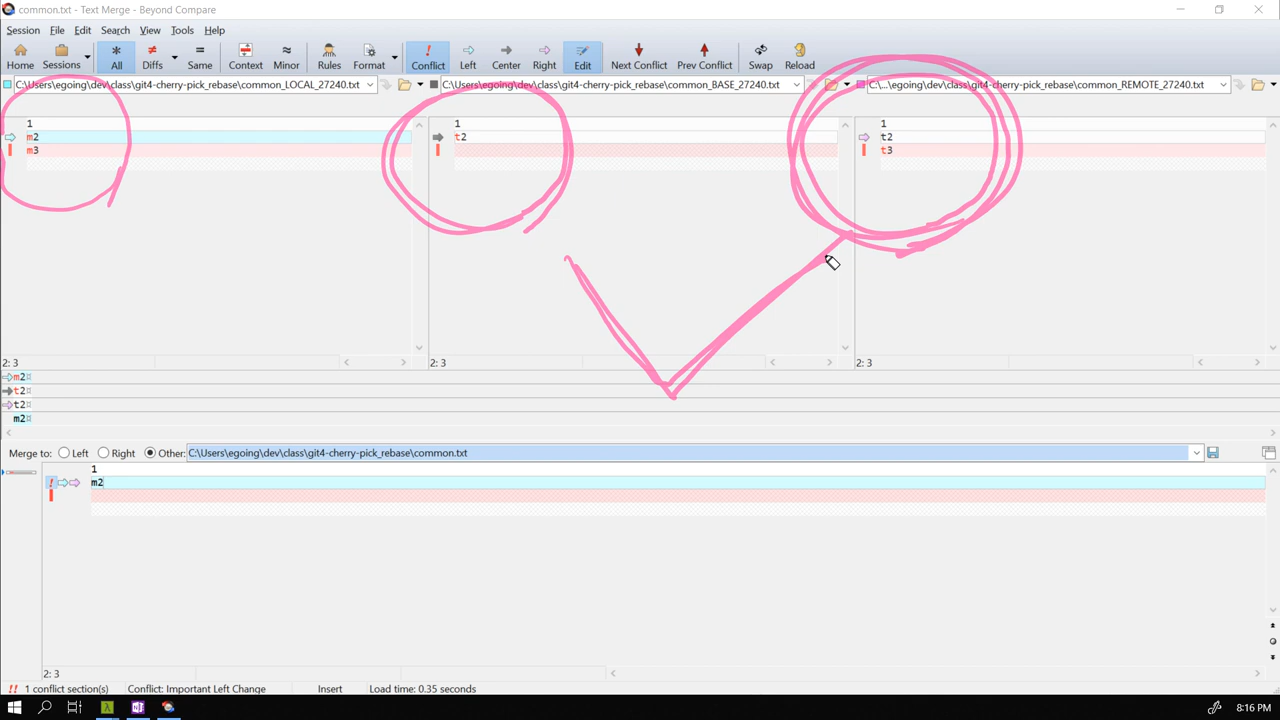 common.txt - Text Merge - Beyond Compare
Session File Edit Search View Tools Help
Home Sessions All Diffs Same Context Minor Rules Format Conflict Left Center Right Edit Next Conflict Prev Conflict Swap Reload
C:\Users\egoing\dev\class\git4-cherry-pick_rebase\common_LOCAL_27240.txt
C:\Users\egoing\dev\class\git4-cherry-pick_rebase\common_BASE_27240.txt
C:\...\egoing\dev\class\git4-cherry-pick_rebase\common_REMOTE_27240.txt
1
m2
m3
1
t2
1
t2
t3
2: 3
2: 3
2: 3
m2¤
t2¤
t2¤
m2¤
Merge to: Left Right Other: C:\Users\egoing\dev\class\git4-cherry-pick_rebase\common.txt
1
m2
2: 3
1 conflict section(s) Conflict: Important Left Change Insert Load time: 0.35 seconds
8:16 PM